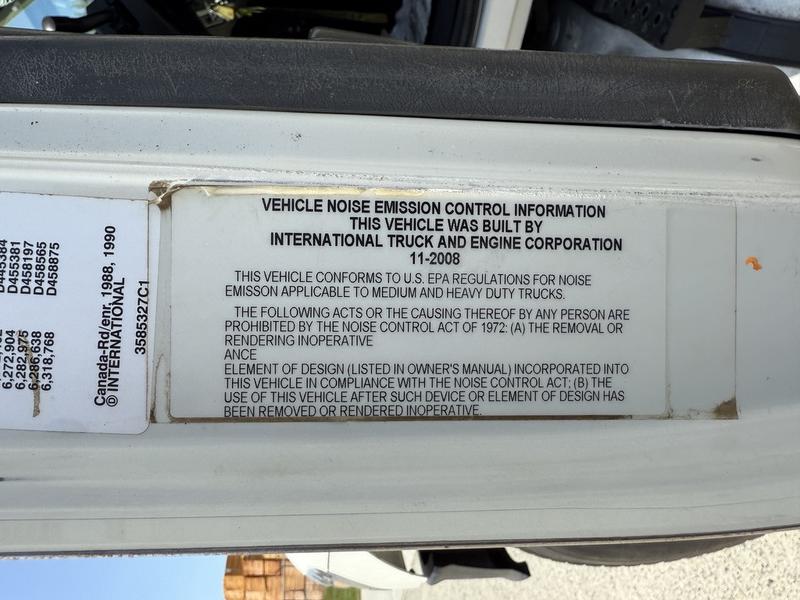 D445384
D455381
D458197
D458565
D458875
6,272,904
6,282,975
6,286,638
6,318,768
Canada-Rd/enr, 1988, 1990
© INTERNATIONAL
3585327C1
VEHICLE NOISE EMISSION CONTROL INFORMATION
THIS VEHICLE WAS BUILT BY
INTERNATIONAL TRUCK AND ENGINE CORPORATION
11-2008
THIS VEHICLE CONFORMS TO U.S. EPA REGULATIONS FOR NOISE
EMISSON APPLICABLE TO MEDIUM AND HEAVY DUTY TRUCKS.
THE FOLLOWING ACTS OR THE CAUSING THEREOF BY ANY PERSON ARE
PROHIBITED BY THE NOISE CONTROL ACT OF 1972: (A) THE REMOVAL OR
RENDERING INOPERATIVE
ANCE
ELEMENT OF DESIGN (LISTED IN OWNER'S MANUAL) INCORPORATED INTO
THIS VEHICLE IN COMPLIANCE WITH THE NOISE CONTROL ACT; (B) THE
USE OF THIS VEHICLE AFTER SUCH DEVICE OR ELEMENT OF DESIGN HAS
BEEN REMOVED OR RENDERED INOPERATIVE.